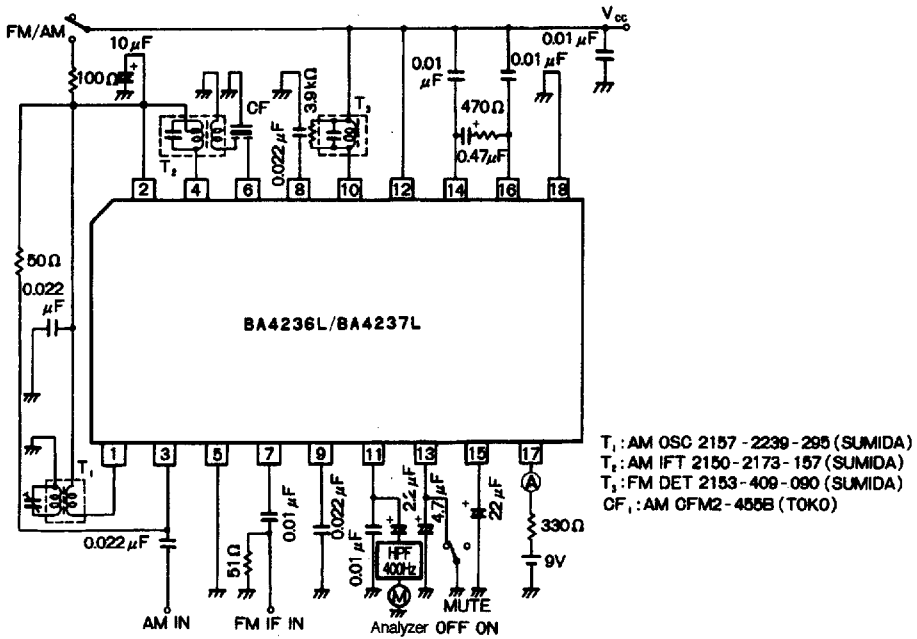 FM/AM
Vcc
10 µF
+
100Ω
CF
T₂
0.022 µF
3.9 kΩ
T₃
0.01 µF
470Ω
+
0.47µF
0.01 µF
0.01 µF
2
4
6
8
10
12
14
16
18
50Ω
0.022 µF
BA4236L/BA4237L
1
3
5
7
9
11
13
15
17
T₁
0.022 µF
AM IN
51Ω
0.01 µF
FM IF IN
0.022 µF
0.01 µF
+
2.2 µF
HPF
400Hz
M
Analyzer
+
4.7 µF
MUTE
OFF ON
+
22 µF
A
330Ω
9V
T₁ : AM OSC 2157-2239-295 (SUMIDA)
T₂ : AM IFT 2150-2173-157 (SUMIDA)
T₃ : FM DET 2153-409-090 (SUMIDA)
CF₁ : AM CFM2-455B (TOKO)